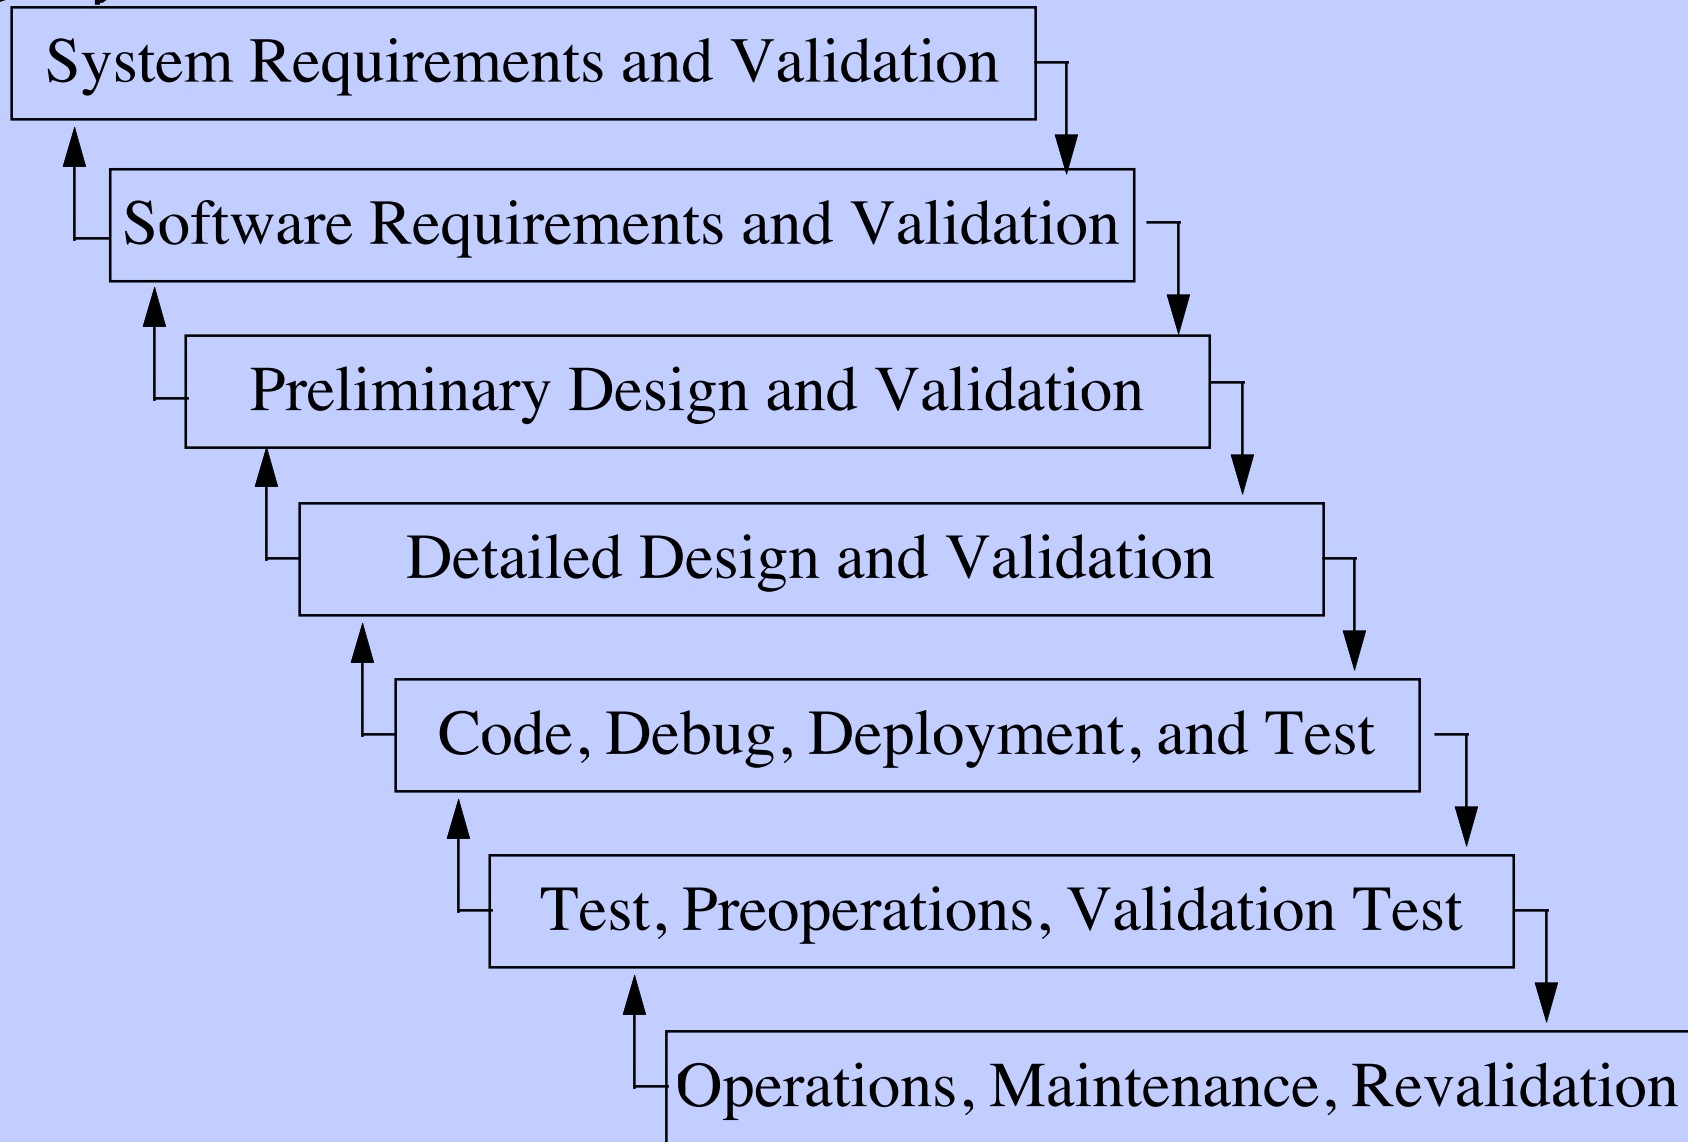 System Requirements and Validation
Software Requirements and Validation
Preliminary Design and Validation
Detailed Design and Validation
Code, Debug, Deployment, and Test
Test, Preoperations, Validation Test
Operations, Maintenance, Revalidation